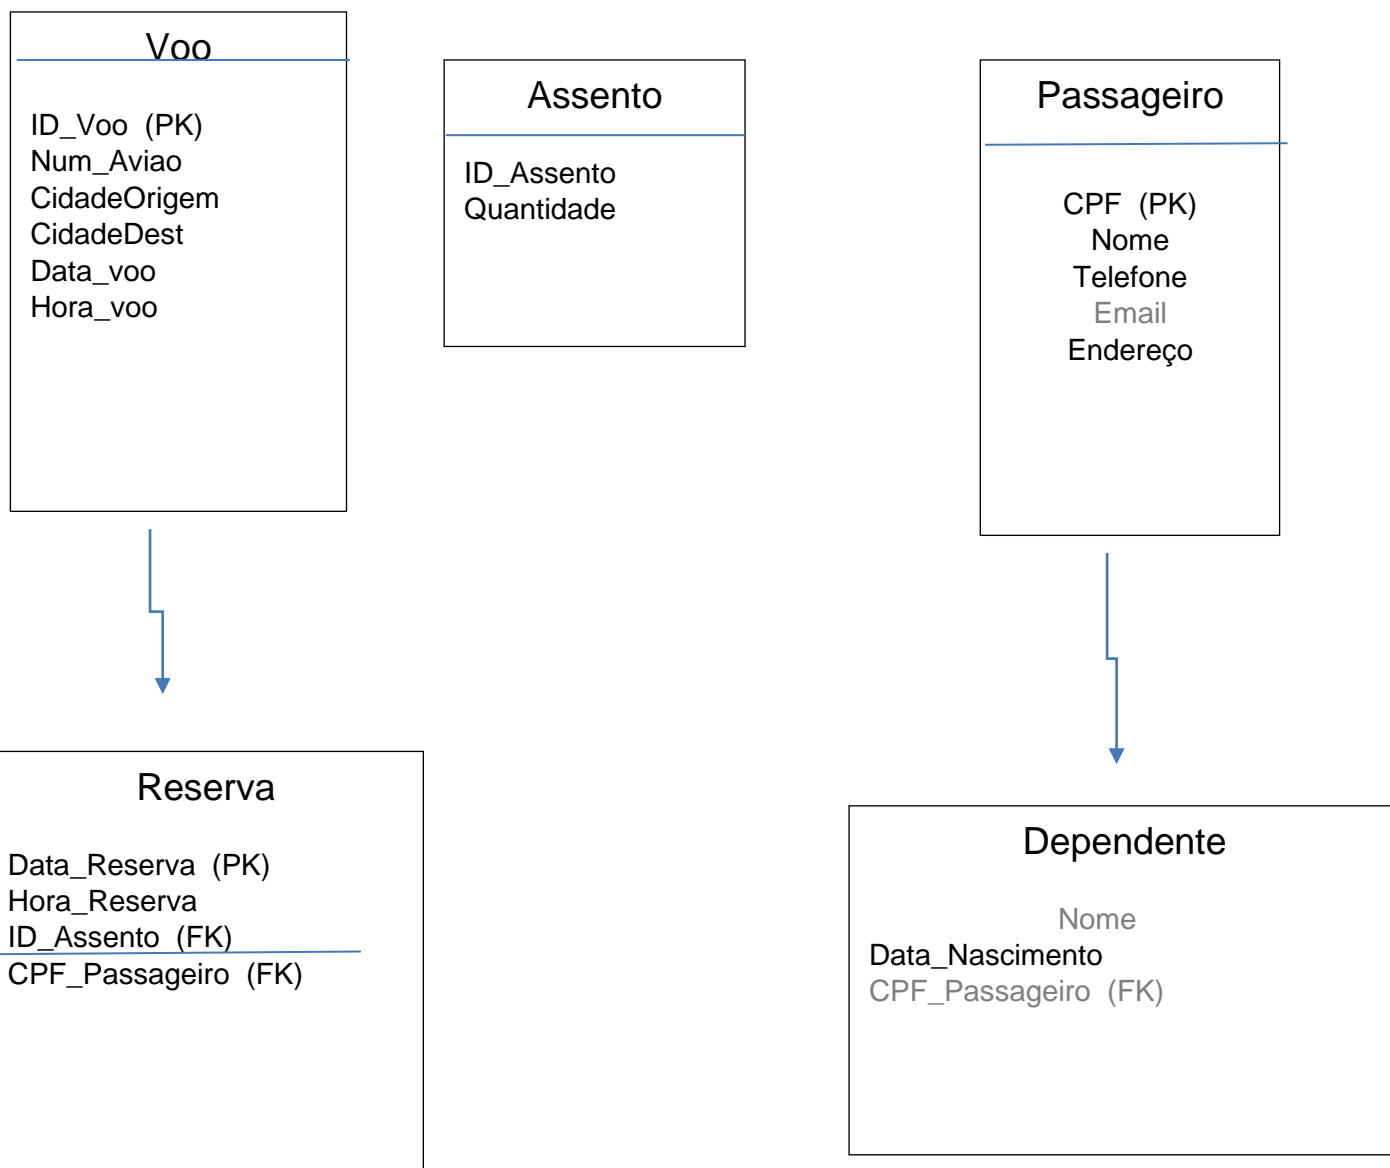 Voo
ID_Voo (PK)
Num_Aviao
CidadeOrigem
CidadeDest
Data_voo
Hora_voo
Assento
ID_Assento
Quantidade
Passageiro
CPF (PK)
Nome
Telefone
Email
Endereço
Reserva
Data_Reserva (PK)
Hora_Reserva
ID_Assento (FK)
CPF_Passageiro (FK)
Dependente
Nome
Data_Nascimento
CPF_Passageiro (FK)